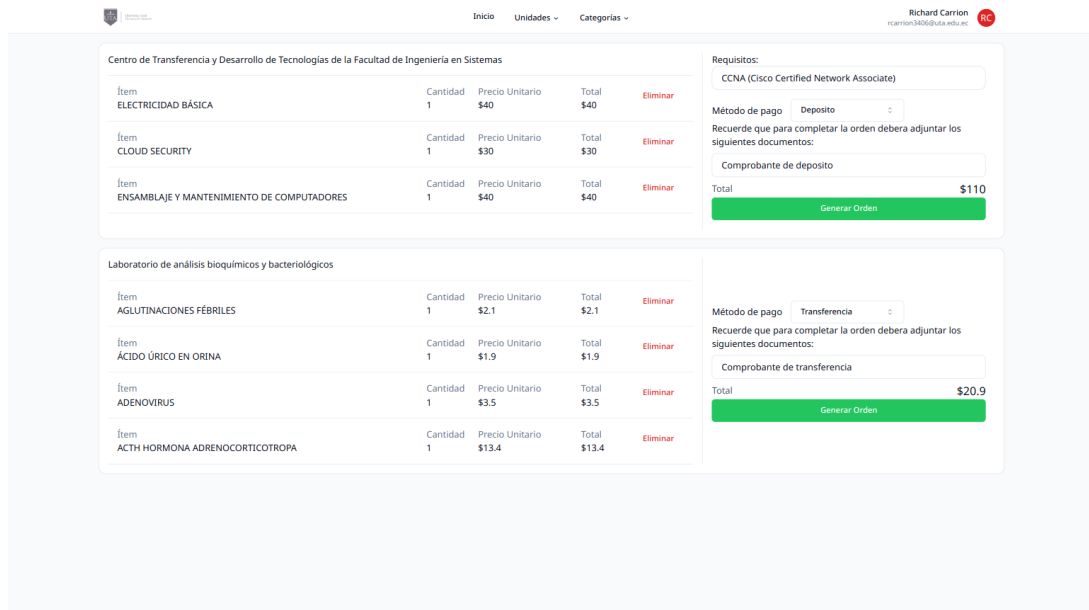 UTA
Inicio Unidades Categorías
Richard Carrion
rcarrion3406@uta.edu.ec
RC
Centro de Transferencia y Desarrollo de Tecnologías de la Facultad de Ingeniería en Sistemas
Ítem Cantidad Precio Unitario Total
ELECTRICIDAD BÁSICA 1 $40 $40 Eliminar
Ítem Cantidad Precio Unitario Total
CLOUD SECURITY 1 $30 $30 Eliminar
Ítem Cantidad Precio Unitario Total
ENSAMBLAJE Y MANTENIMIENTO DE COMPUTADORES 1 $40 $40 Eliminar
Requisitos:
CCNA (Cisco Certified Network Associate)
Método de pago Deposito
Recuerde que para completar la orden debera adjuntar los
siguientes documentos:
Comprobante de deposito
Total $110
Generar Orden
Laboratorio de análisis bioquímicos y bacteriológicos
Ítem Cantidad Precio Unitario Total
AGLUTINACIONES FÉBRILES 1 $2.1 $2.1 Eliminar
Ítem Cantidad Precio Unitario Total
ÁCIDO ÚRICO EN ORINA 1 $1.9 $1.9 Eliminar
Ítem Cantidad Precio Unitario Total
ADENOVIRUS 1 $3.5 $3.5 Eliminar
Ítem Cantidad Precio Unitario Total
ACTH HORMONA ADRENOCORTICOTROPA 1 $13.4 $13.4 Eliminar
Método de pago Transferencia
Recuerde que para completar la orden debera adjuntar los
siguientes documentos:
Comprobante de transferencia
Total $20.9
Generar Orden